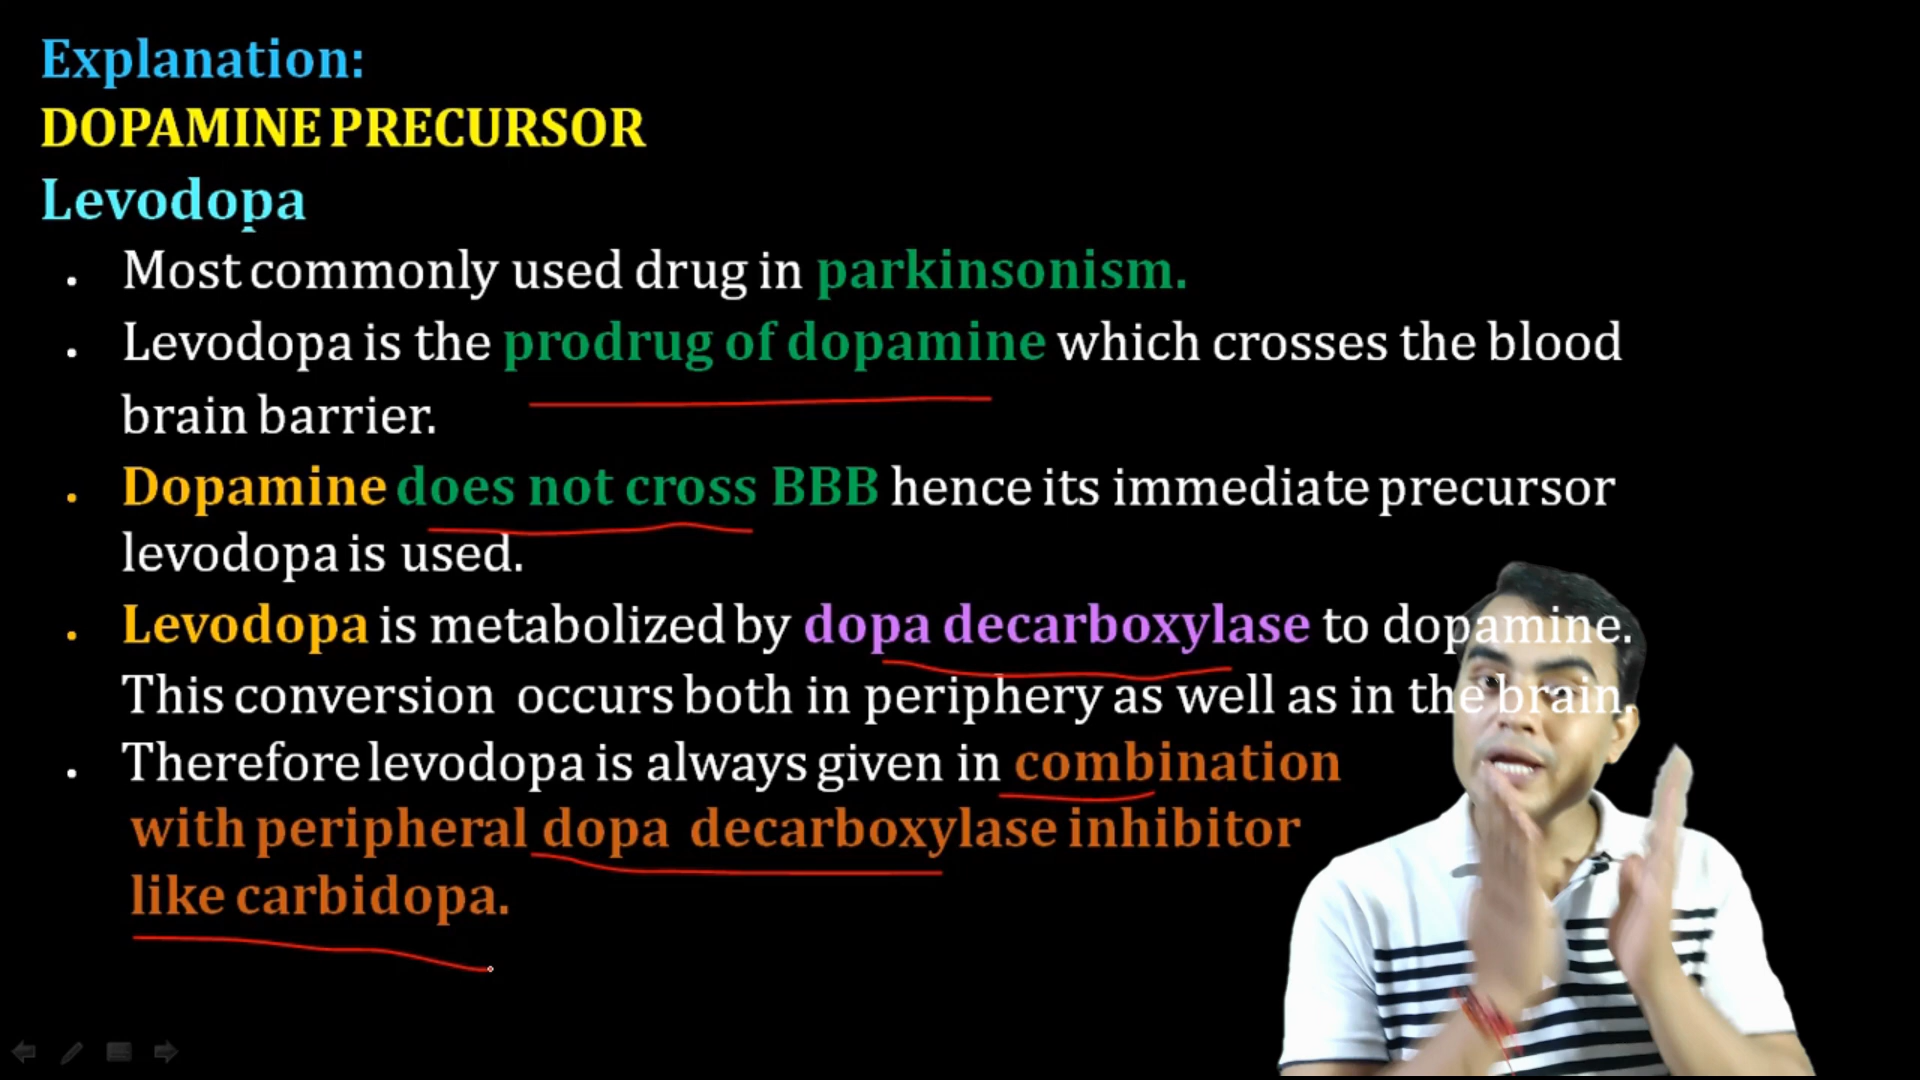 Explanation:
DOPAMINE PRECURSOR
Levodopa
• Most commonly used drug in parkinsonism.
• Levodopa is the prodrug of dopamine which crosses the blood
brain barrier.
• Dopamine does not cross BBB hence its immediate precursor
levodopa is used.
• Levodopa is metabolized by dopa decarboxylase to dopamine.
This conversion occurs both in periphery as well as in the brain.
• Therefore levodopa is always given in combination
with peripheral dopa decarboxylase inhibitor
like carbidopa.